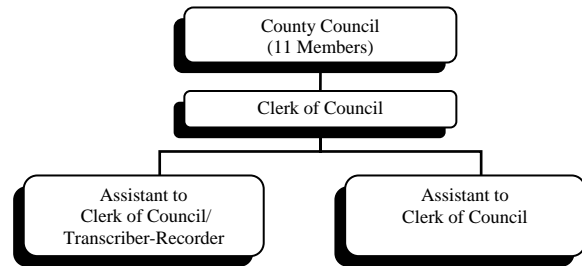 County Council
(11 Members)
Clerk of Council
Assistant to
Clerk of Council/
Transcriber-Recorder
Assistant to
Clerk of Council